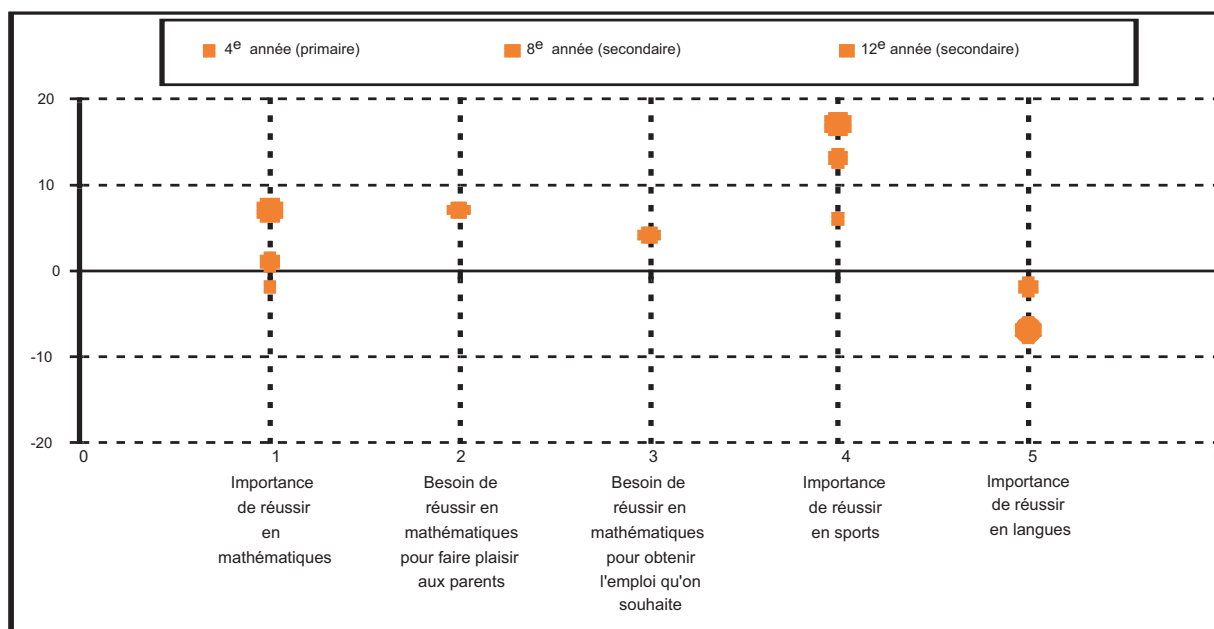 4e année (primaire) 8e année (secondaire) 12e année (secondaire)
20
10
0
-10
-20
0 1 2 3 4 5
Importance
de réussir
en
mathématiques
Besoin de
réussir en
mathématiques
pour faire plaisir
aux parents
Besoin de
réussir en
mathématiques
pour obtenir
l'emploi qu'on
souhaite
Importance
de réussir
en sports
Importance
de réussir
en langues